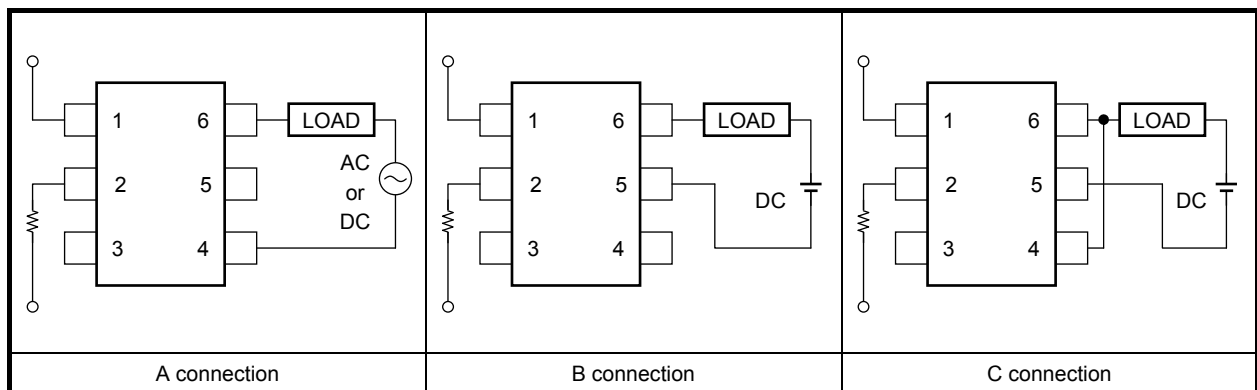 1 6 LOAD
2 5 AC or DC
3 4
A connection
1 6 LOAD
2 5 DC
3 4
B connection
1 6 LOAD
2 5 DC
3 4
C connection